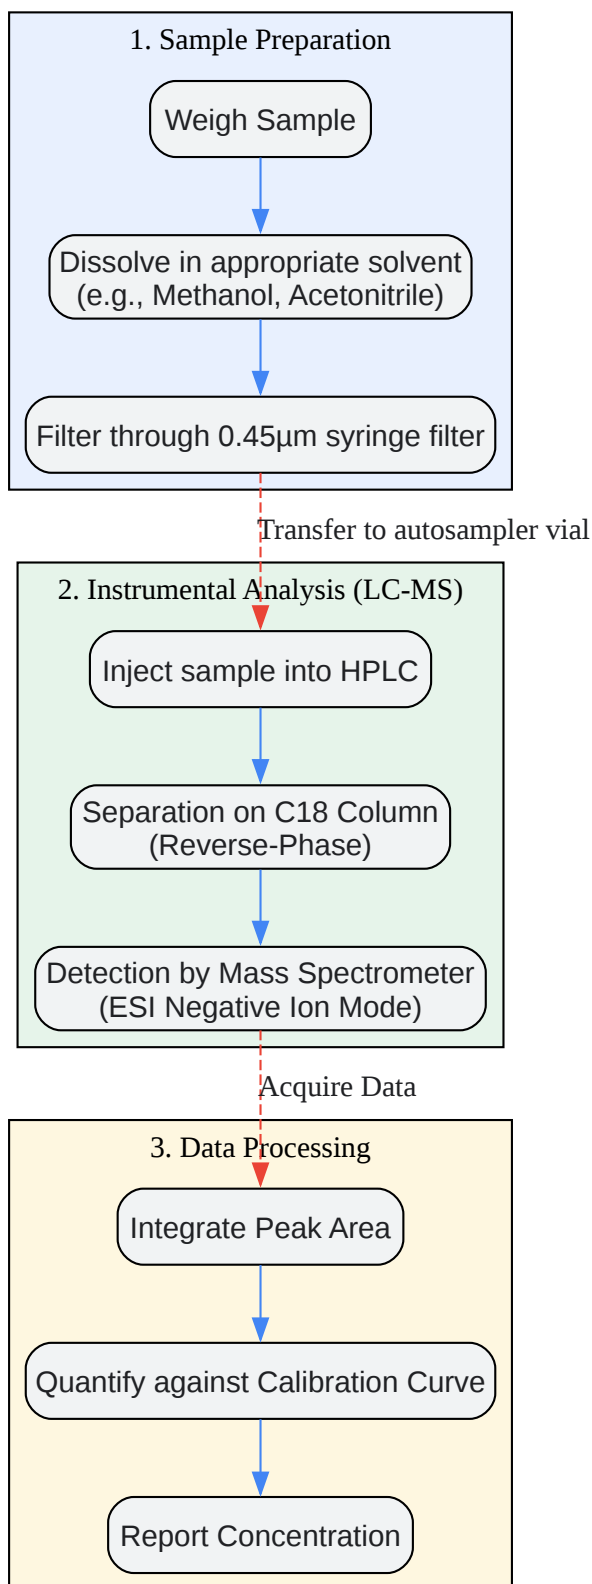 1. Sample Preparation
Weigh Sample
Dissolve in appropriate solvent
(e.g., Methanol, Acetonitrile)
Filter through 0.45µm syringe filter
Transfer to autosampler vial
2. Instrumental Analysis (LC-MS)
Inject sample into HPLC
Separation on C18 Column
(Reverse-Phase)
Detection by Mass Spectrometer
(ESI Negative Ion Mode)
Acquire Data
3. Data Processing
Integrate Peak Area
Quantify against Calibration Curve
Report Concentration